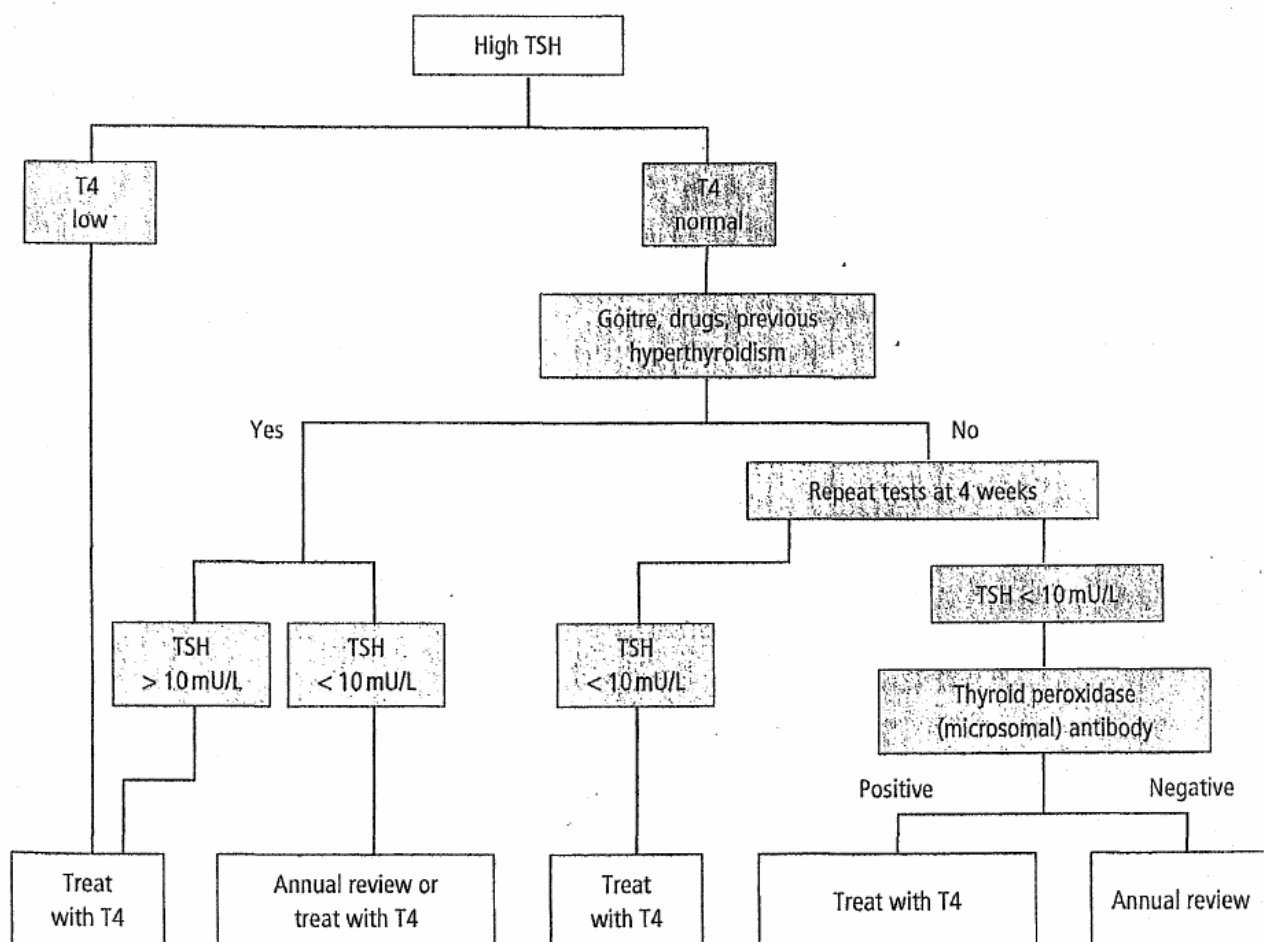 High TSH
T4
low
T4
normal
Goitre, drugs, previous
hyperthyroidism
Yes
No
Repeat tests at 4 weeks
TSH < 10 mU/L
TSH
> 10 mU/L
TSH
< 10 mU/L
TSH
< 10 mU/L
Thyroid peroxidase
(microsomal) antibody
Positive
Negative
Treat
with T4
Annual review or
treat with T4
Treat
with T4
Treat with T4
Annual review